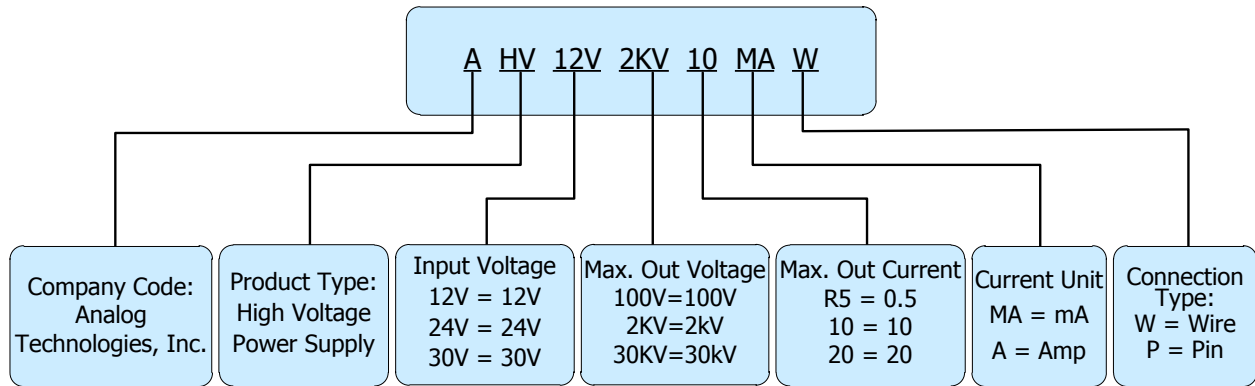 A HV 12V 2KV 10 MA W
Company Code:
Analog
Technologies, Inc.
Product Type:
High Voltage
Power Supply
Input Voltage
12V = 12V
24V = 24V
30V = 30V
Max. Out Voltage
100V=100V
2KV=2kV
30KV=30kV
Max. Out Current
R5 = 0.5
10 = 10
20 = 20
Current Unit
MA = mA
A = Amp
Connection
Type:
W = Wire
P = Pin